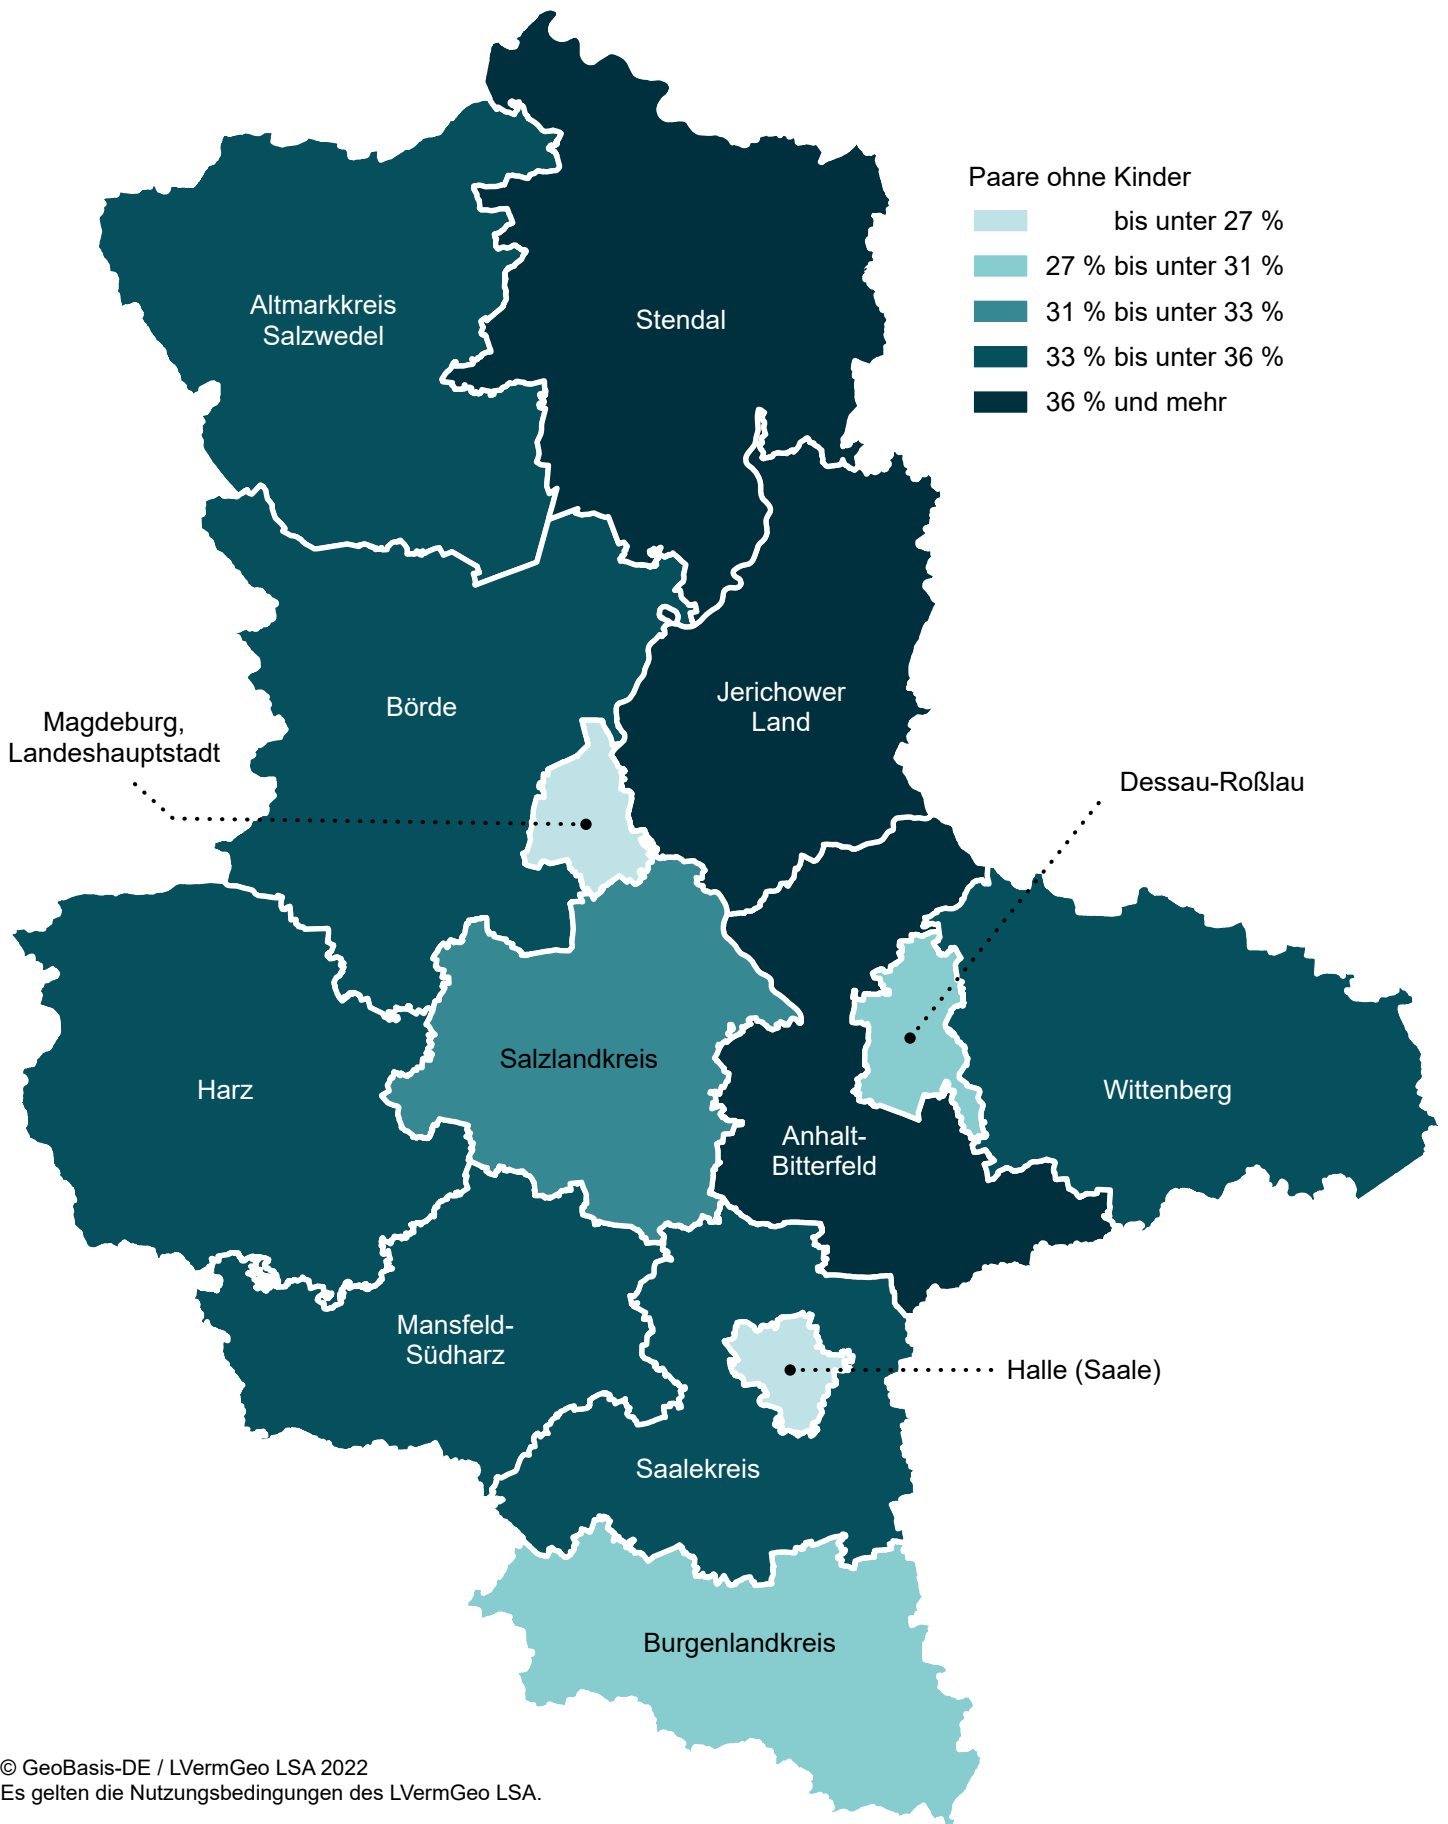 Paare ohne Kinder
bis unter 27 %
27 % bis unter 31 %
31 % bis unter 33 %
33 % bis unter 36 %
36 % und mehr
Altmarkkreis
Salzwedel
Stendal
Börde
Jerichower
Land
Magdeburg,
Landeshauptstadt
Dessau-Roßlau
Salzlandkreis
Harz
Wittenberg
Anhalt-
Bitterfeld
Mansfeld-
Südharz
Halle (Saale)
Saalekreis
Burgenlandkreis
© GeoBasis-DE / LVermGeo LSA 2022
Es gelten die Nutzungsbedingungen des LVermGeo LSA.